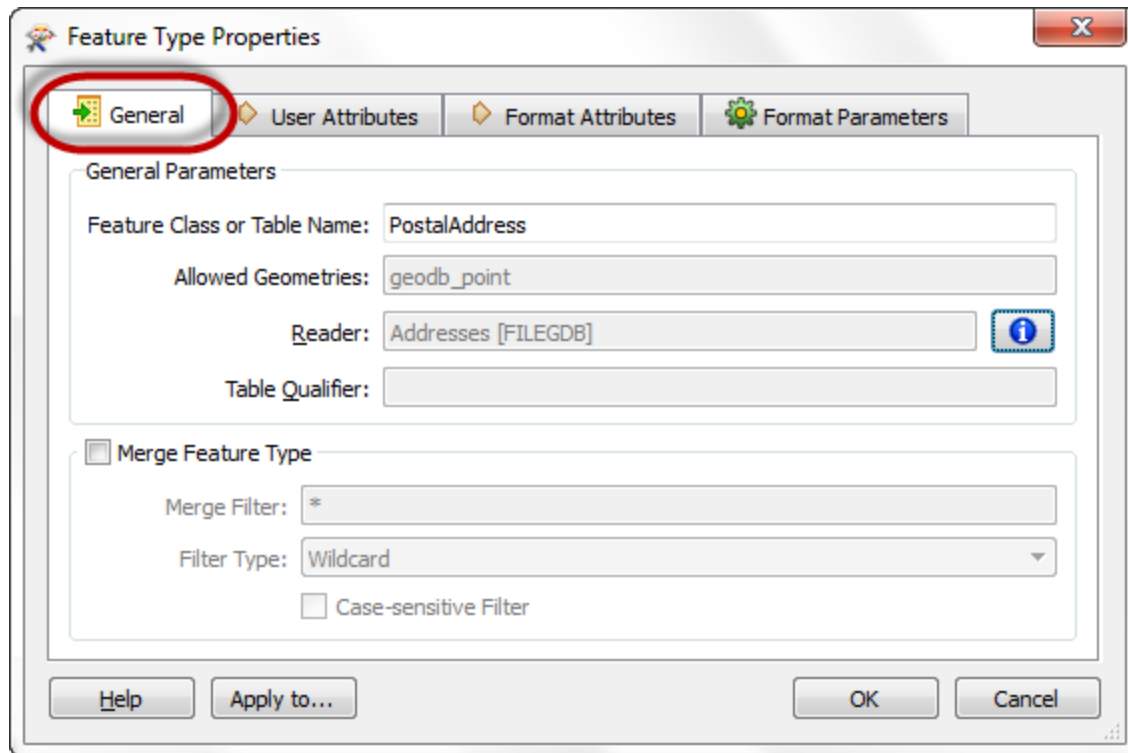 Feature Type Properties
General
User Attributes
Format Attributes
Format Parameters
General Parameters
Feature Class or Table Name: PostalAddress
Allowed Geometries: geodb_point
Reader: Addresses [FILEGDB]
Table Qualifier:
Merge Feature Type
Merge Filter: *
Filter Type: Wildcard
Case-sensitive Filter
Help Apply to... OK Cancel